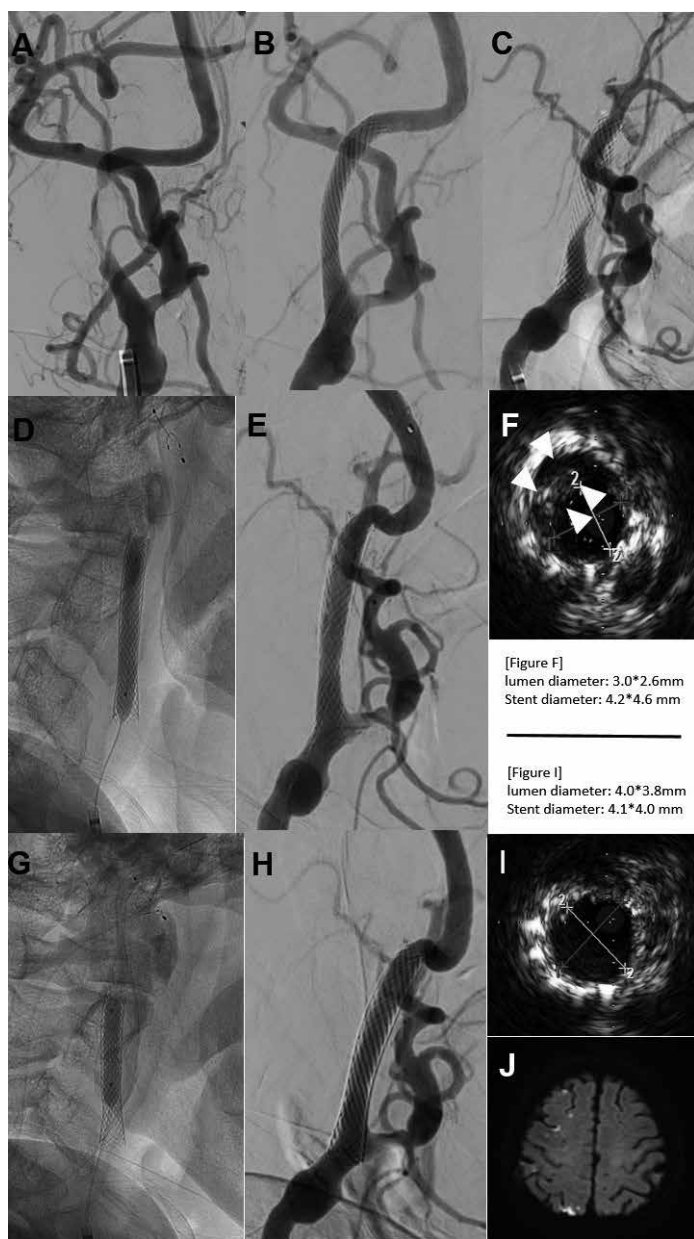 A
B
C
D
E
F
2
2
[Figure F]
lumen diameter: 3.0*2.6mm
Stent diameter: 4.2*4.6 mm
[Figure I]
lumen diameter: 4.0*3.8mm
Stent diameter: 4.1*4.0 mm
G
H
I
2
2
J